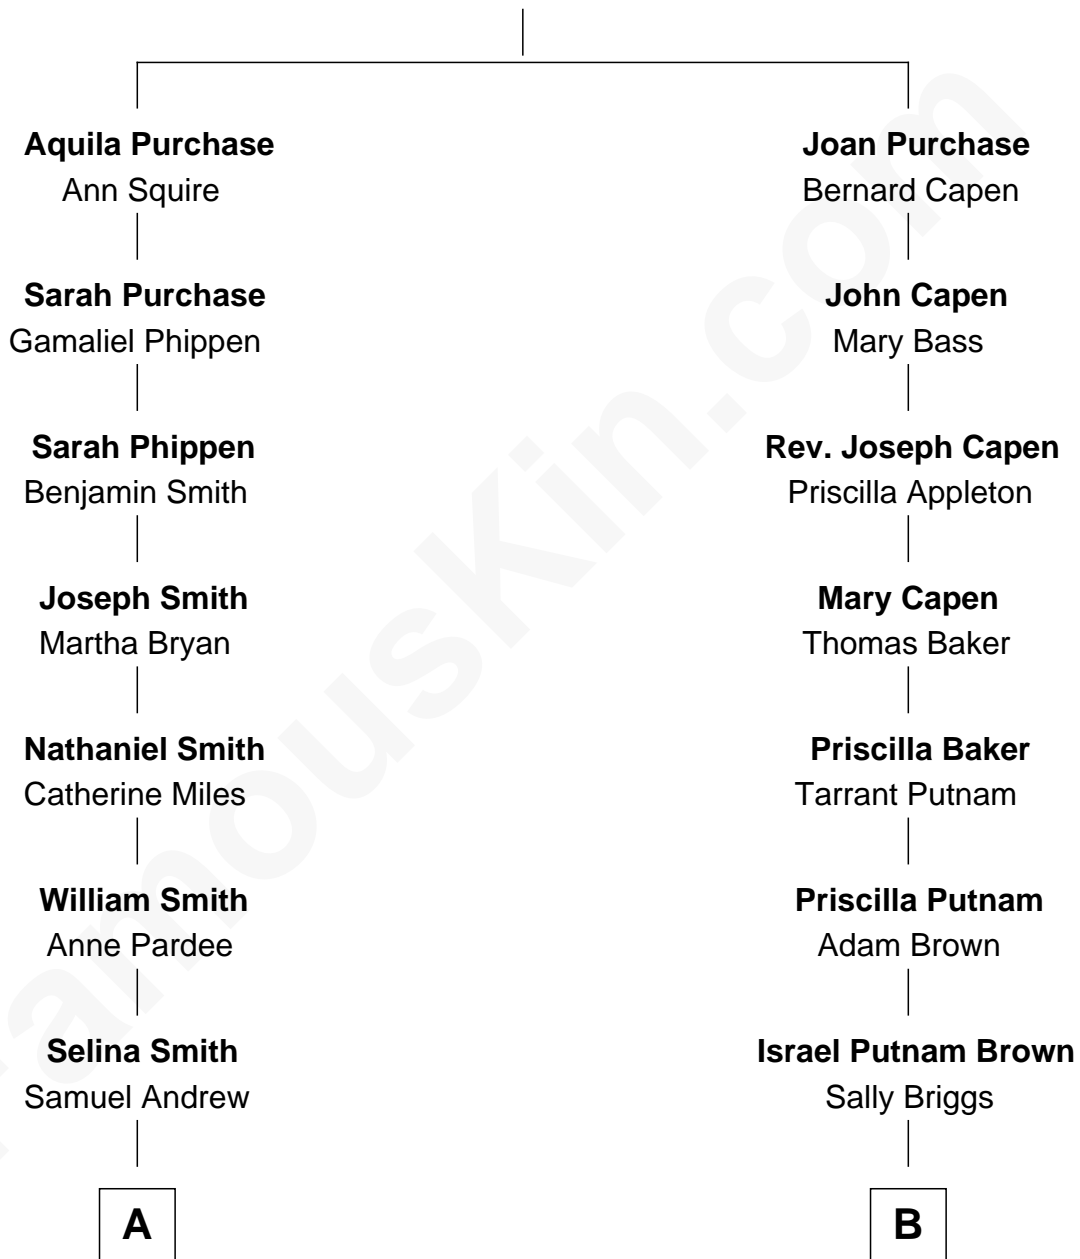 Aquila Purchase
Ann Squire
Sarah Purchase
Gamaliel Phippen
Sarah Phippen
Benjamin Smith
Joseph Smith
Martha Bryan
Nathaniel Smith
Catherine Miles
William Smith
Anne Pardee
Selina Smith
Samuel Andrew
A
Joan Purchase
Bernard Capen
John Capen
Mary Bass
Rev. Joseph Capen
Priscilla Appleton
Mary Capen
Thomas Baker
Priscilla Baker
Tarrant Putnam
Priscilla Putnam
Adam Brown
Israel Putnam Brown
Sally Briggs
B
FamousKin.com